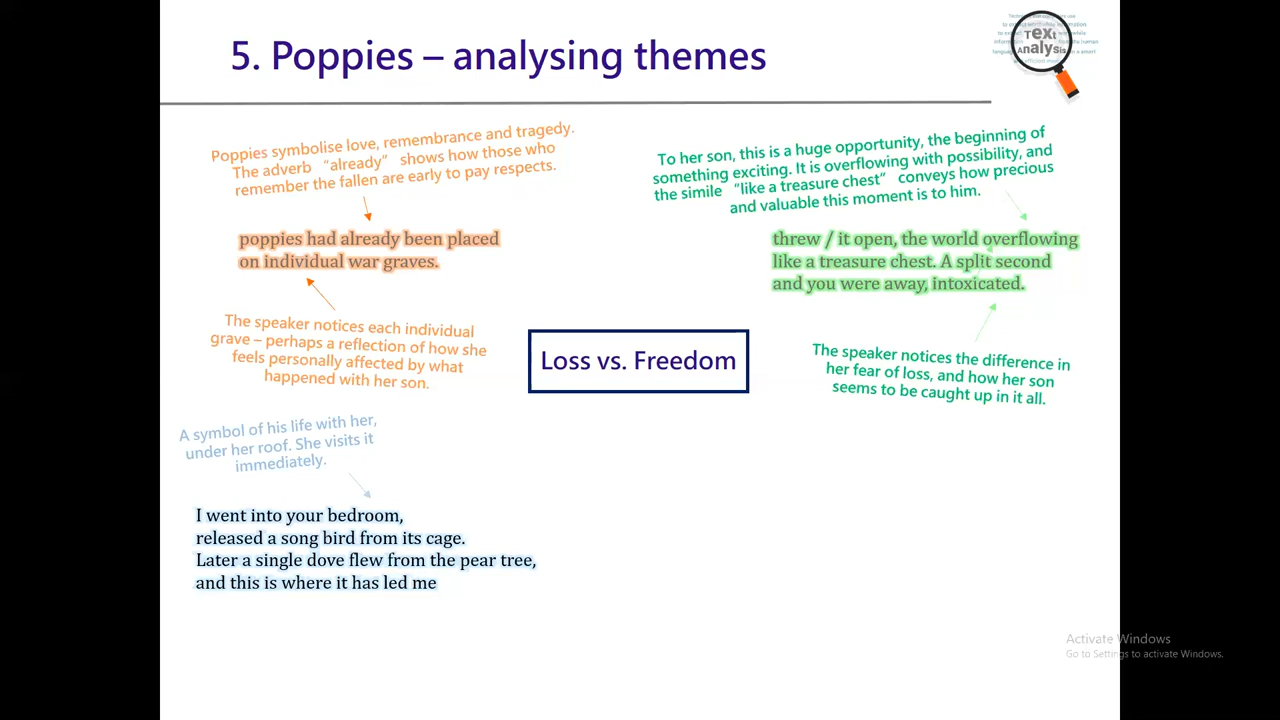 5. Poppies – analysing themes
Text
Analysis
Poppies symbolise love, remembrance and tragedy.
The adverb “already” shows how those who
remember the fallen are early to pay respects.
To her son, this is a huge opportunity, the beginning of
something exciting. It is overflowing with possibility, and
the simile “like a treasure chest” conveys how precious
and valuable this moment is to him.
poppies had already been placed
on individual war graves.
threw / it open, the world overflowing
like a treasure chest. A split second
and you were away, intoxicated.
The speaker notices each individual
grave – perhaps a reflection of how she
feels personally affected by what
happened with her son.
Loss vs. Freedom
The speaker notices the difference in
her fear of loss, and how her son
seems to be caught up in it all.
A symbol of his life with her,
under her roof. She visits it
immediately.
I went into your bedroom,
released a song bird from its cage.
Later a single dove flew from the pear tree,
and this is where it has led me
Activate Windows
Go to Settings to activate Windows.